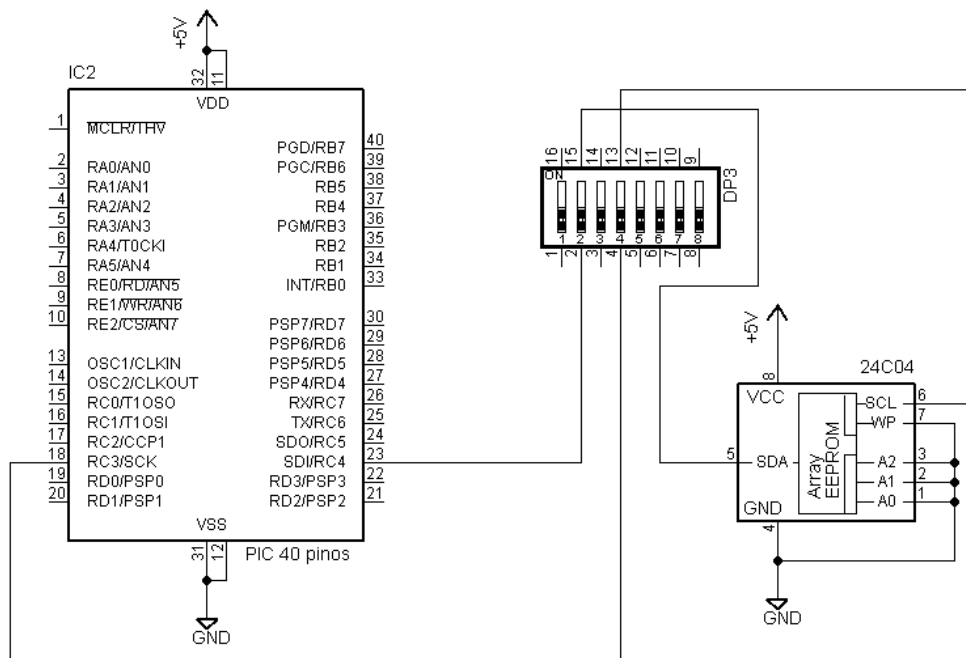 +5V
IC2
32 11
VDD
1 MCLR/THV
2 RA0/AN0
3 RA1/AN1
4 RA2/AN2
5 RA3/AN3
6 RA4/T0CKI
7 RA5/AN4
8 RE0/RD/AN5
9 RE1/WR/AN6
10 RE2/CS/AN7
13 OSC1/CLKIN
14 OSC2/CLKOUT
15 RC0/T1OSO
16 RC1/T1OSI
17 RC2/CCP1
18 RC3/SCK
19 RD0/PSP0
20 RD1/PSP1
PGD/RB7 40
PGC/RB6 39
RB5 38
RB4 37
PGM/RB3 36
RB2 35
RB1 34
INT/RB0 33
PSP7/RD7 30
PSP6/RD6 29
PSP5/RD5 28
PSP4/RD4 27
RX/RC7 26
TX/RC6 25
SDO/RC5 24
SDI/RC4 23
RD3/PSP3 22
RD2/PSP2 21
VSS
31 12
PIC 40 pinos
GND
16 15 14 13 12 11 10 9
ON
DP3
1 2 3 4 5 6 7 8
1 2 3 4 5 6 7 8
+5V
24C04
8
VCC
SCL 6
WP 7
5 SDA
Array
EEPROM
A2 3
A1 2
A0 1
GND
4
GND